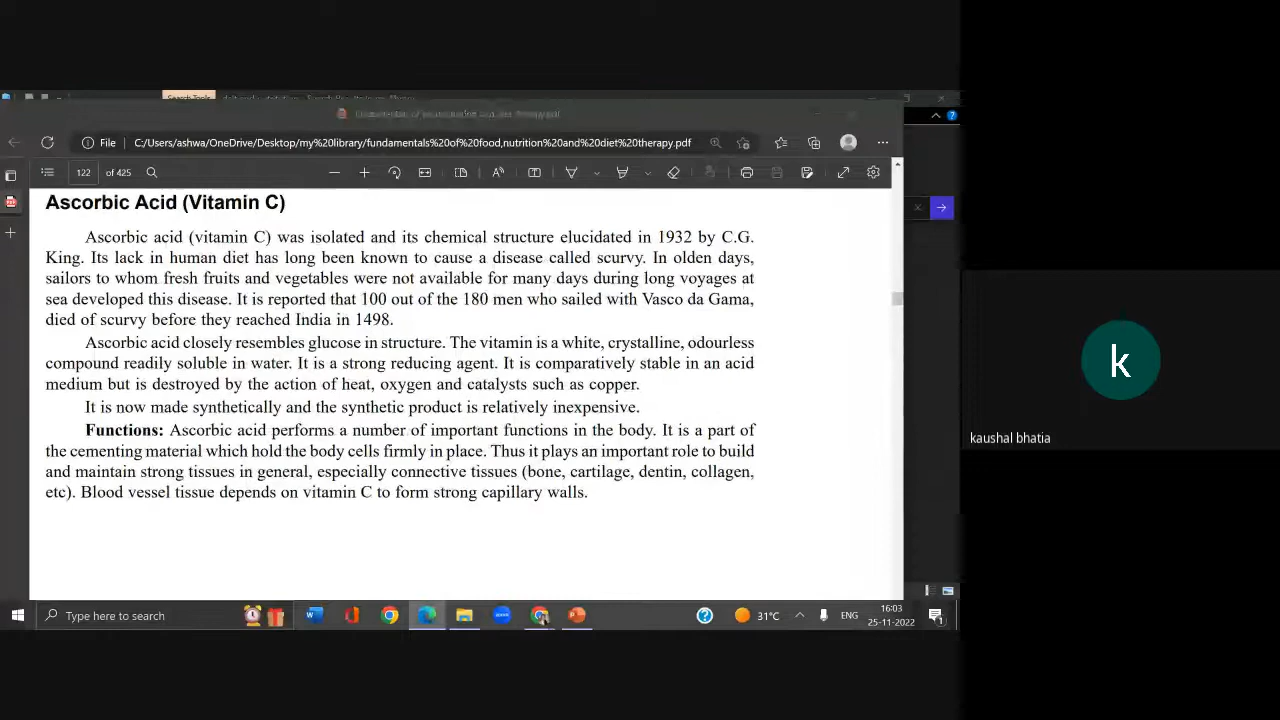 File C:/Users/ashwa/OneDrive/Desktop/my%20library/fundamentals%20of%20food,nutrition%20and%20diet%20therapy.pdf
122 of 425
Ascorbic Acid (Vitamin C)
Ascorbic acid (vitamin C) was isolated and its chemical structure elucidated in 1932 by C.G.
King. Its lack in human diet has long been known to cause a disease called scurvy. In olden days,
sailors to whom fresh fruits and vegetables were not available for many days during long voyages at
sea developed this disease. It is reported that 100 out of the 180 men who sailed with Vasco da Gama,
died of scurvy before they reached India in 1498.
Ascorbic acid closely resembles glucose in structure. The vitamin is a white, crystalline, odourless
compound readily soluble in water. It is a strong reducing agent. It is comparatively stable in an acid
medium but is destroyed by the action of heat, oxygen and catalysts such as copper.
It is now made synthetically and the synthetic product is relatively inexpensive.
Functions: Ascorbic acid performs a number of important functions in the body. It is a part of
the cementing material which hold the body cells firmly in place. Thus it plays an important role to build
and maintain strong tissues in general, especially connective tissues (bone, cartilage, dentin, collagen,
etc). Blood vessel tissue depends on vitamin C to form strong capillary walls.
k
kaushal bhatia
Type here to search
31°C
ENG
16:03
25-11-2022